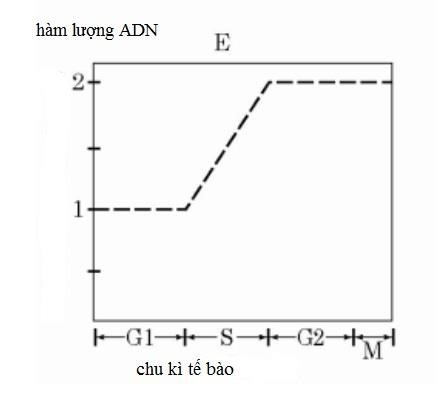 hàm lượng ADN
E
2
1
G1 S G2 M
chu kì tế bào